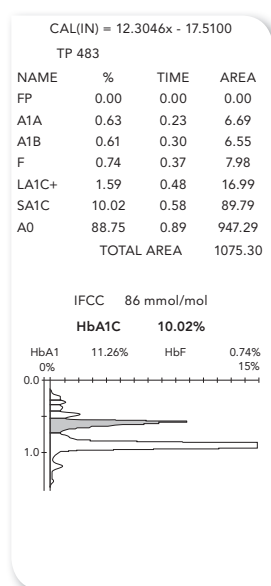 CAL(IN) = 12.3046x - 17.5100
TP 483
NAME % TIME AREA
FP 0.00 0.00 0.00
A1A 0.63 0.23 6.69
A1B 0.61 0.30 6.55
F 0.74 0.37 7.98
LA1C+ 1.59 0.48 16.99
SA1C 10.02 0.58 89.79
A0 88.75 0.89 947.29
TOTAL AREA 1075.30
IFCC 86 mmol/mol
HbA1C 10.02%
HbA1 11.26% HbF 0.74%
0% 15%
0.0
1.0